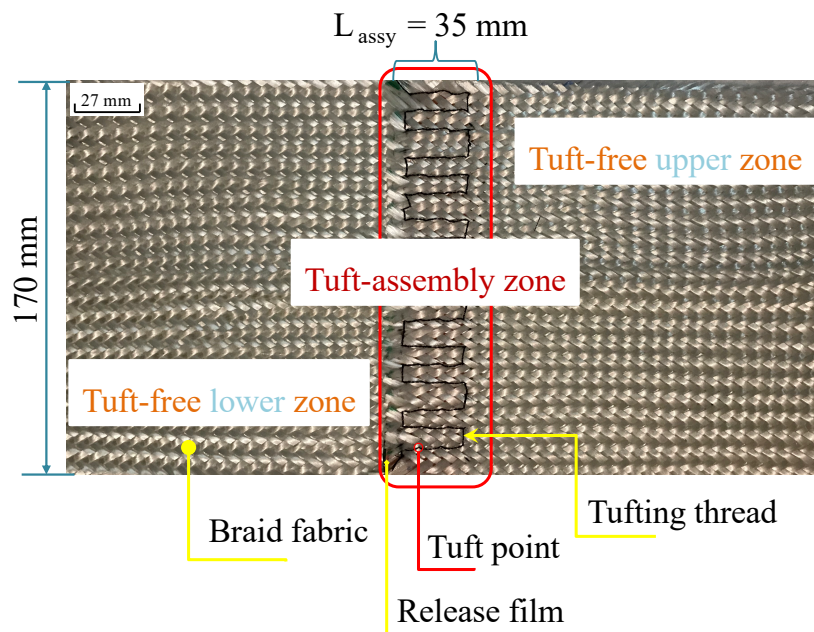 L assy = 35 mm
27 mm
Tuft-free upper zone
170 mm
Tuft-assembly zone
Tuft-free lower zone
Tufting thread
Braid fabric
Tuft point
Release film